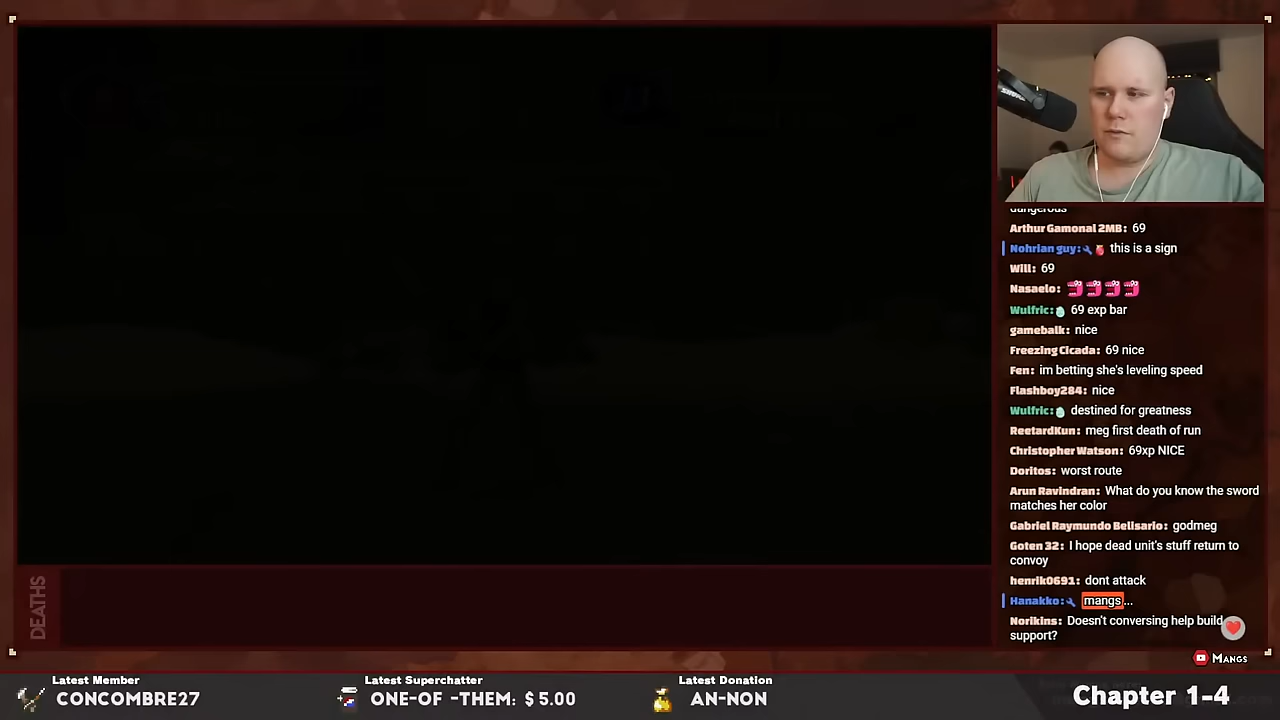 dangerous
Arthur Gamonal 2MB: 69
Nohrian guy: this is a sign
Will: 69
Nasaelo:
Wulfric: 69 exp bar
gamebalk: nice
Freezing Cicada: 69 nice
Fen: im betting she's leveling speed
Flashboy284: nice
Wulfric: destined for greatness
ReetardKun: meg first death of run
Christopher Watson: 69xp NICE
Doritos: worst route
Arun Ravindran: What do you know the sword
matches her color
Gabriel Raymundo Belisario: godmeg
Goten 32: I hope dead unit's stuff return to
convoy
henrik0691: dont attack
Hanakko: mangs...
Norikins: Doesn't conversing help build
support?
DEATHS
Mangs
Latest Member
CONCOMBRE27
Latest Superchatter
ONE-OF -THEM: $ 5.00
Latest Donation
AN-NON
Chapter 1-4